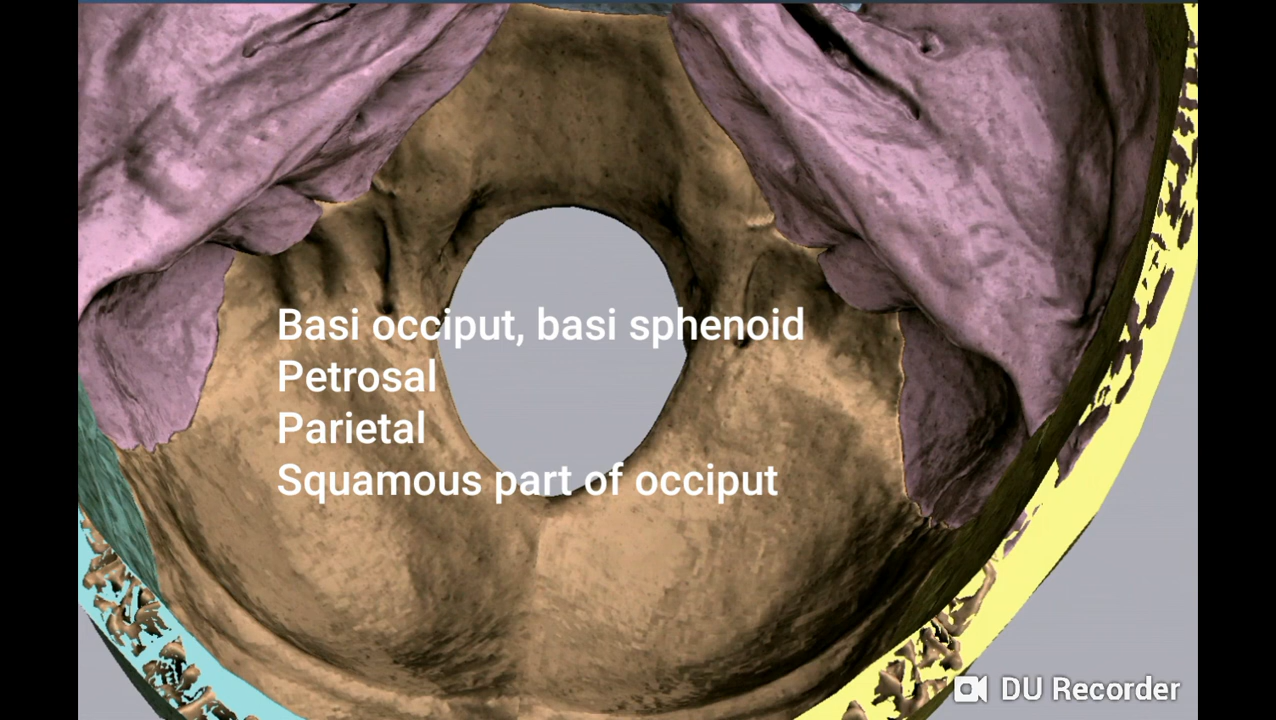 Basi occiput, basi sphenoid
Petrosal
Parietal
Squamous part of occiput
DU Recorder